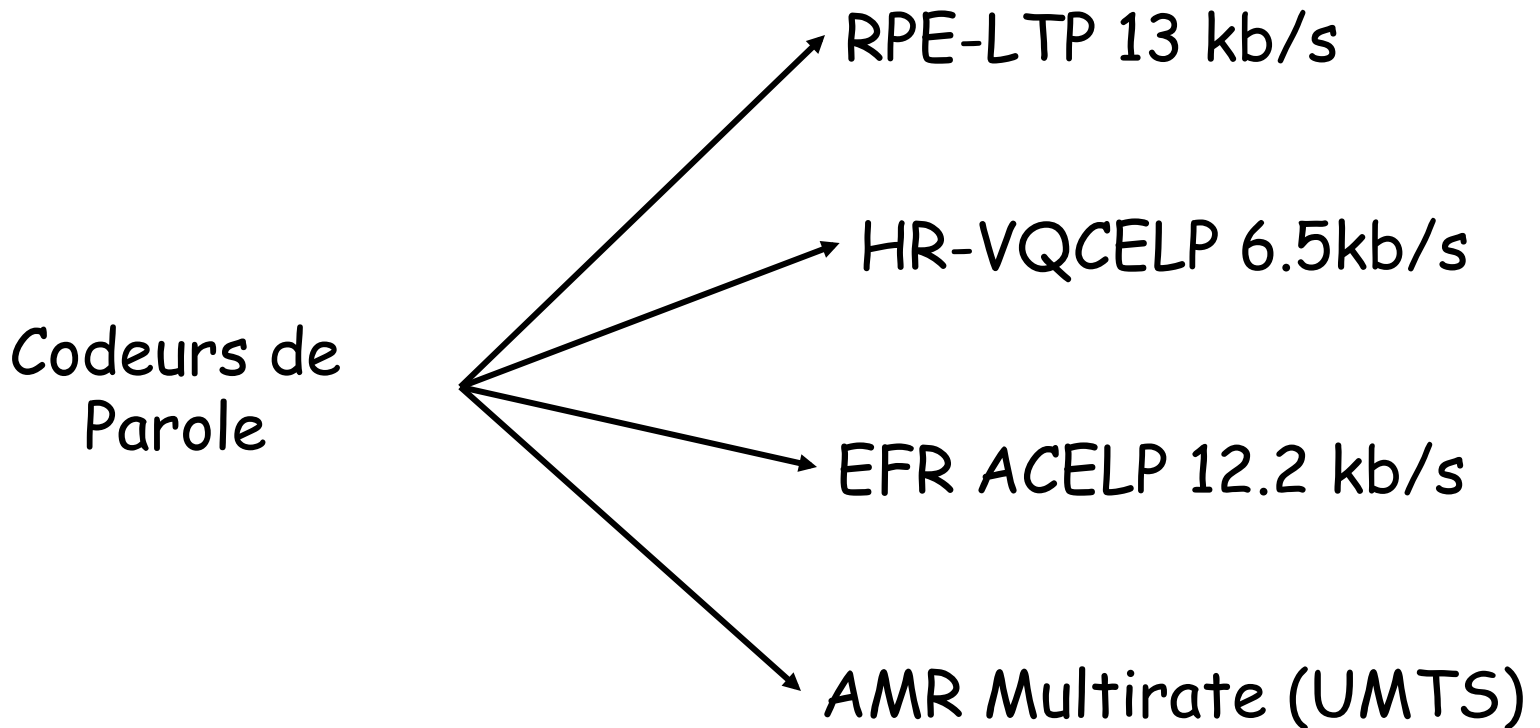 RPE-LTP 13 kb/s
HR-VQCELP 6.5kb/s
Codeurs de
Parole
EFR ACELP 12.2 kb/s
AMR Multirate (UMTS)